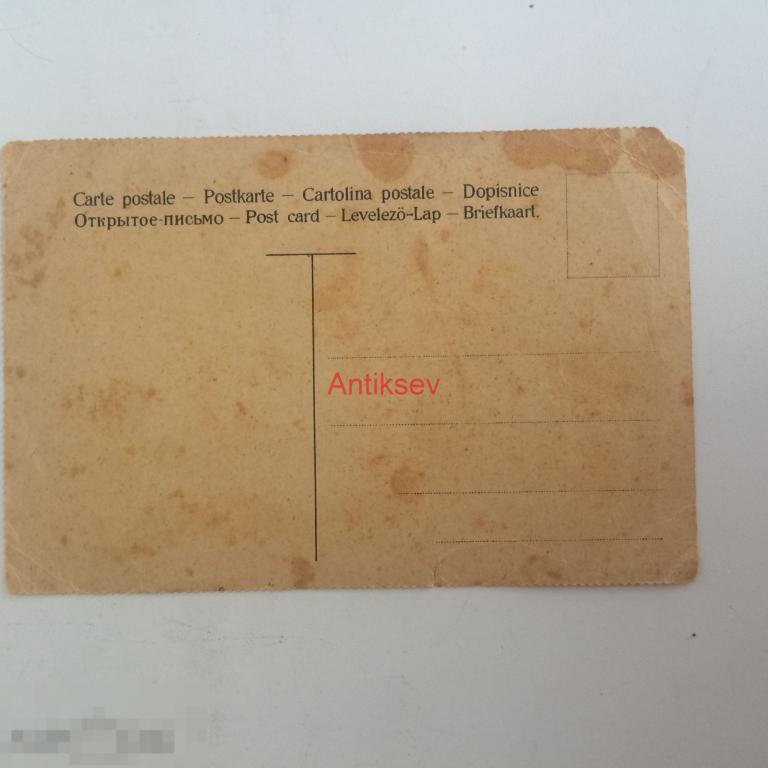 Carte postale – Postkarte – Cartolina postale – Dopisnice
Открытое-письмо – Post card – Levelezö-Lap – Briefkaart.
Antiksev